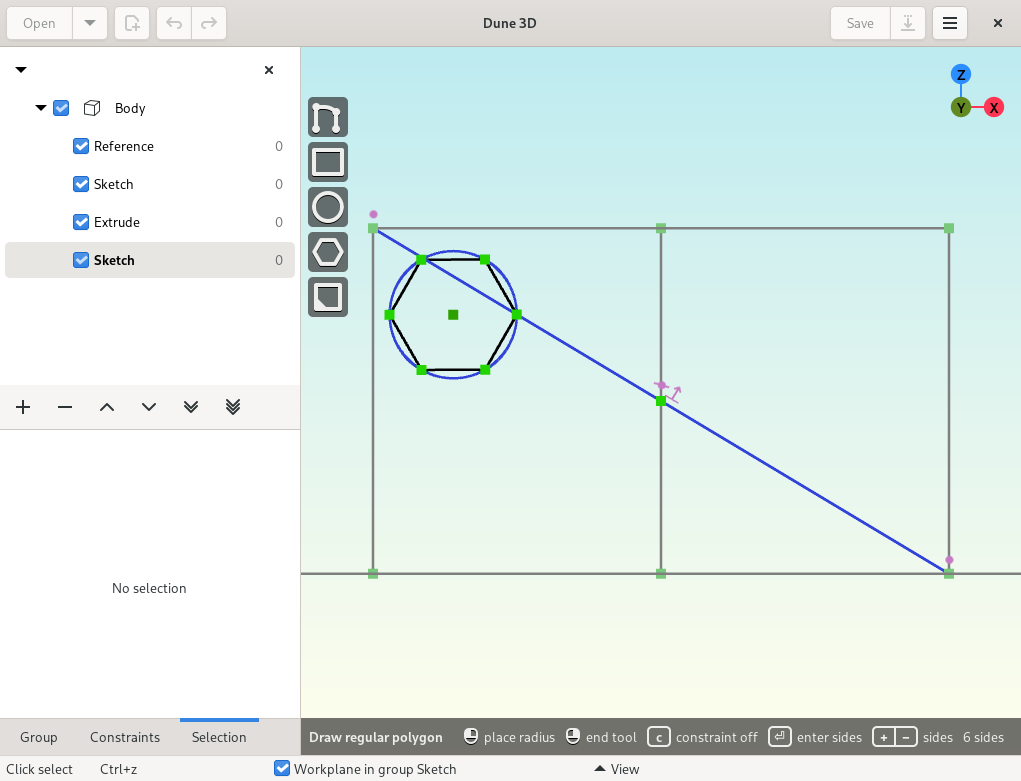 Open
Dune 3D
Save
Body
Reference 0
Sketch 0
Extrude 0
Sketch 0
No selection
Z
Y X
Group Constraints Selection
Draw regular polygon place radius end tool c constraint off enter sides + − sides 6 sides
Click select Ctrl+z Workplane in group Sketch View